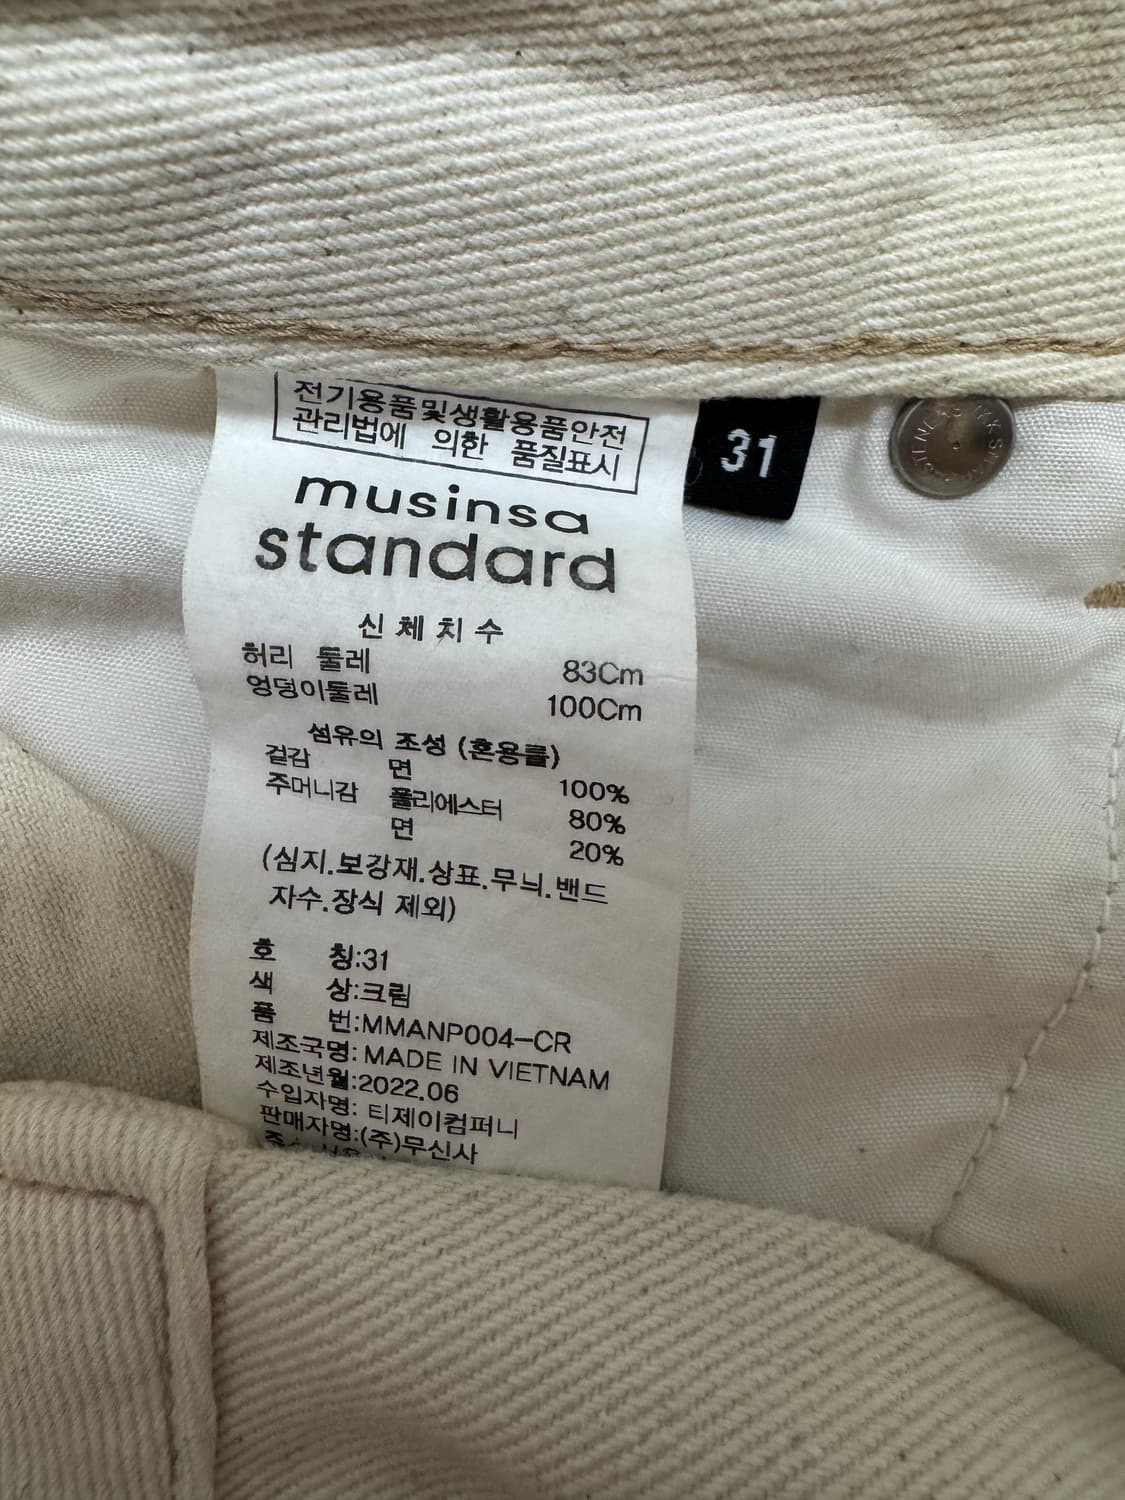 전기용품및생활용품안전
관리법에 의한 품질표시
31
musinsa
standard
신체치수
허리 둘레 83Cm
엉덩이둘레 100Cm
섬유의 조성 (혼용률)
겉감 면 100%
주머니감 폴리에스터 80%
면 20%
(심지.보강재.상표.무늬.밴드
자수.장식 제외)
호 칭:31
색 상:크림
품 번:MMANP004-CR
제조국명: MADE IN VIETNAM
제조년월:2022.06
수입자명: 티제이컴퍼니
판매자명:(주)무신사